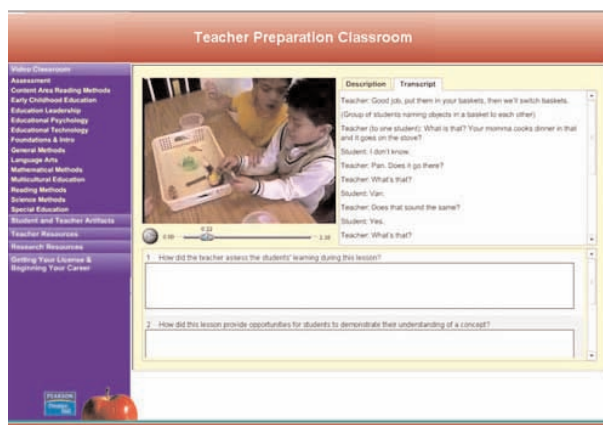 Teacher Preparation Classroom
Video Classroom
Assessment
Content Area Reading Methods
Early Childhood Education
Education Leadership
Educational Psychology
Educational Technology
Foundations & Intro
General Methods
Language Arts
Mathematical Methods
Multicultural Education
Reading Methods
Science Methods
Special Education
Student and Teacher Artifacts
Teacher Resources
Research Resources
Getting Your License &
Beginning Your Career
PEARSON
Description Transcript
Teacher: Good job, put them in your baskets, then we'll switch baskets.
(Group of students naming objects in a basket to each other)
Teacher (to one student): What is that? Your momma cooks dinner in that
and it goes on the stove?
Student: I don't know.
Teacher: Pan. Does it go there?
Teacher: What's that?
Student: Van.
Teacher: Does that sound the same?
Student: Yes.
Teacher: What's that?
1 How did the teacher assess the students' learning during this lesson?
2 How did this lesson provide opportunities for students to demonstrate their understanding of a concept?